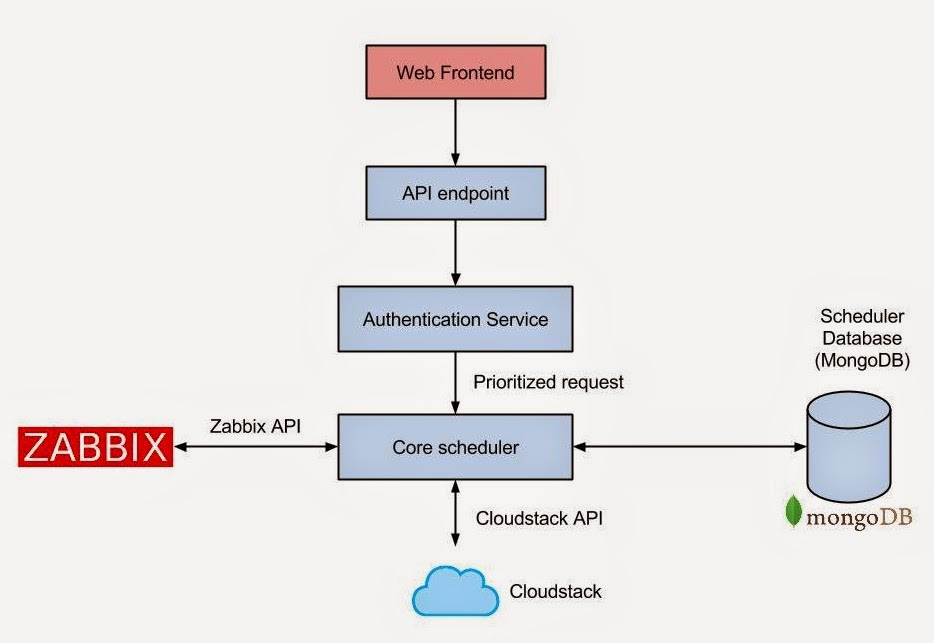 Web Frontend
API endpoint
Authentication Service
Scheduler
Database
(MongoDB)
Prioritized request
ZABBIX
Zabbix API
Core scheduler
mongoDB
Cloudstack API
Cloudstack